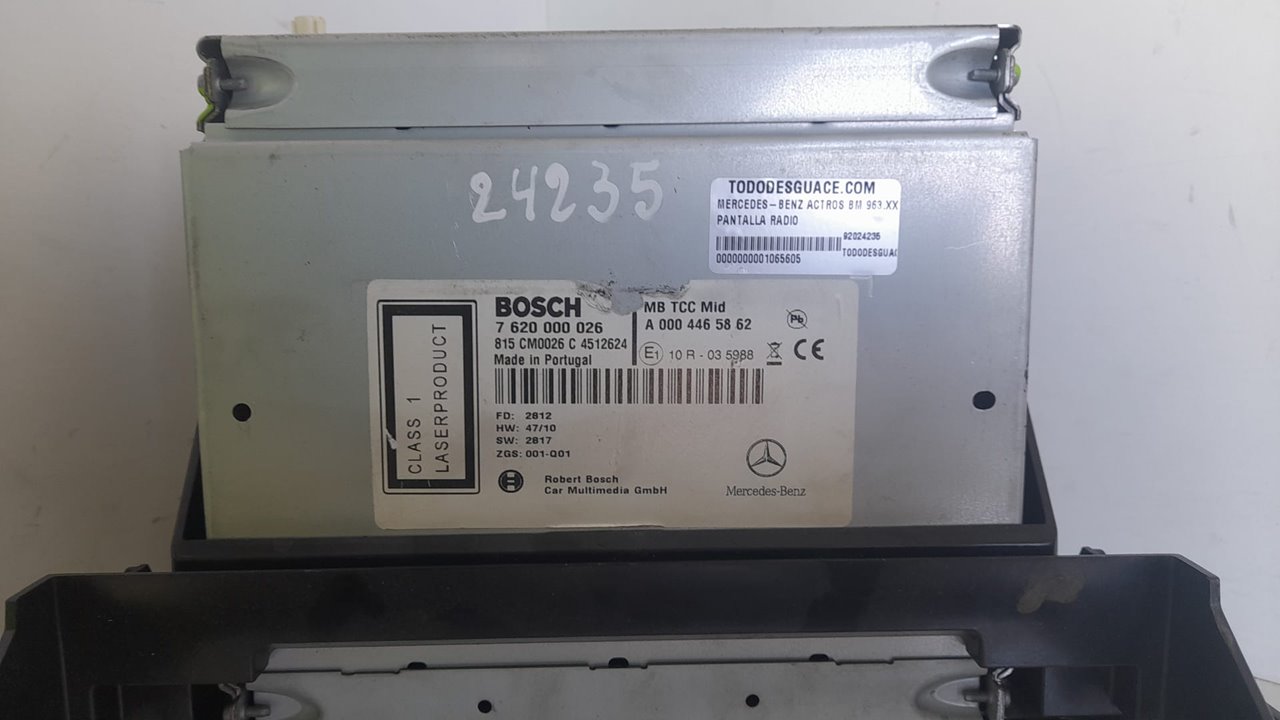 24235
TODODESGUACE.COM
MERCEDES-BENZ ACTROS BM 963.XX
PANTALLA RADIO
92024235
0000000001065605
TODODESGUAC
CLASS 1
LASERPRODUCT
BOSCH
7 620 000 026
815 CM0026 C 4512624
Made in Portugal
MB TCC Mid
A 000 446 58 62
Pb
E1 10 R - 03 5988
CE
FD: 2812
HW: 47/10
SW: 2817
ZGS: 001-Q01
Robert Bosch
Car Multimedia GmbH
Mercedes-Benz